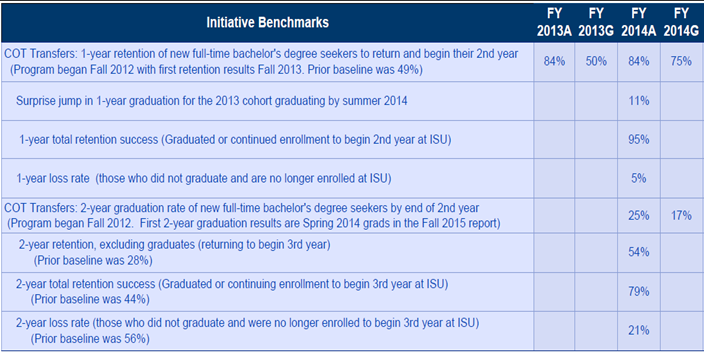 Initiative Benchmarks
FY 2013A
FY 2013G
FY 2014A
FY 2014G
COT Transfers: 1-year retention of new full-time bachelor's degree seekers to return and begin their 2nd year
(Program began Fall 2012 with first retention results Fall 2013. Prior baseline was 49%)
84% 50% 84% 75%
Surprise jump in 1-year graduation for the 2013 cohort graduating by summer 2014
11%
1-year total retention success (Graduated or continued enrollment to begin 2nd year at ISU)
95%
1-year loss rate (those who did not graduate and are no longer enrolled at ISU)
5%
COT Transfers: 2-year graduation rate of new full-time bachelor's degree seekers by end of 2nd year
(Program began Fall 2012. First 2-year graduation results are Spring 2014 grads in the Fall 2015 report)
25% 17%
2-year retention, excluding graduates (returning to begin 3rd year)
(Prior baseline was 28%)
54%
2-year total retention success (Graduated or continuing enrollment to begin 3rd year at ISU)
(Prior baseline was 44%)
79%
2-year loss rate (those who did not graduate and were no longer enrolled to begin 3rd year at ISU)
(Prior baseline was 56%)
21%